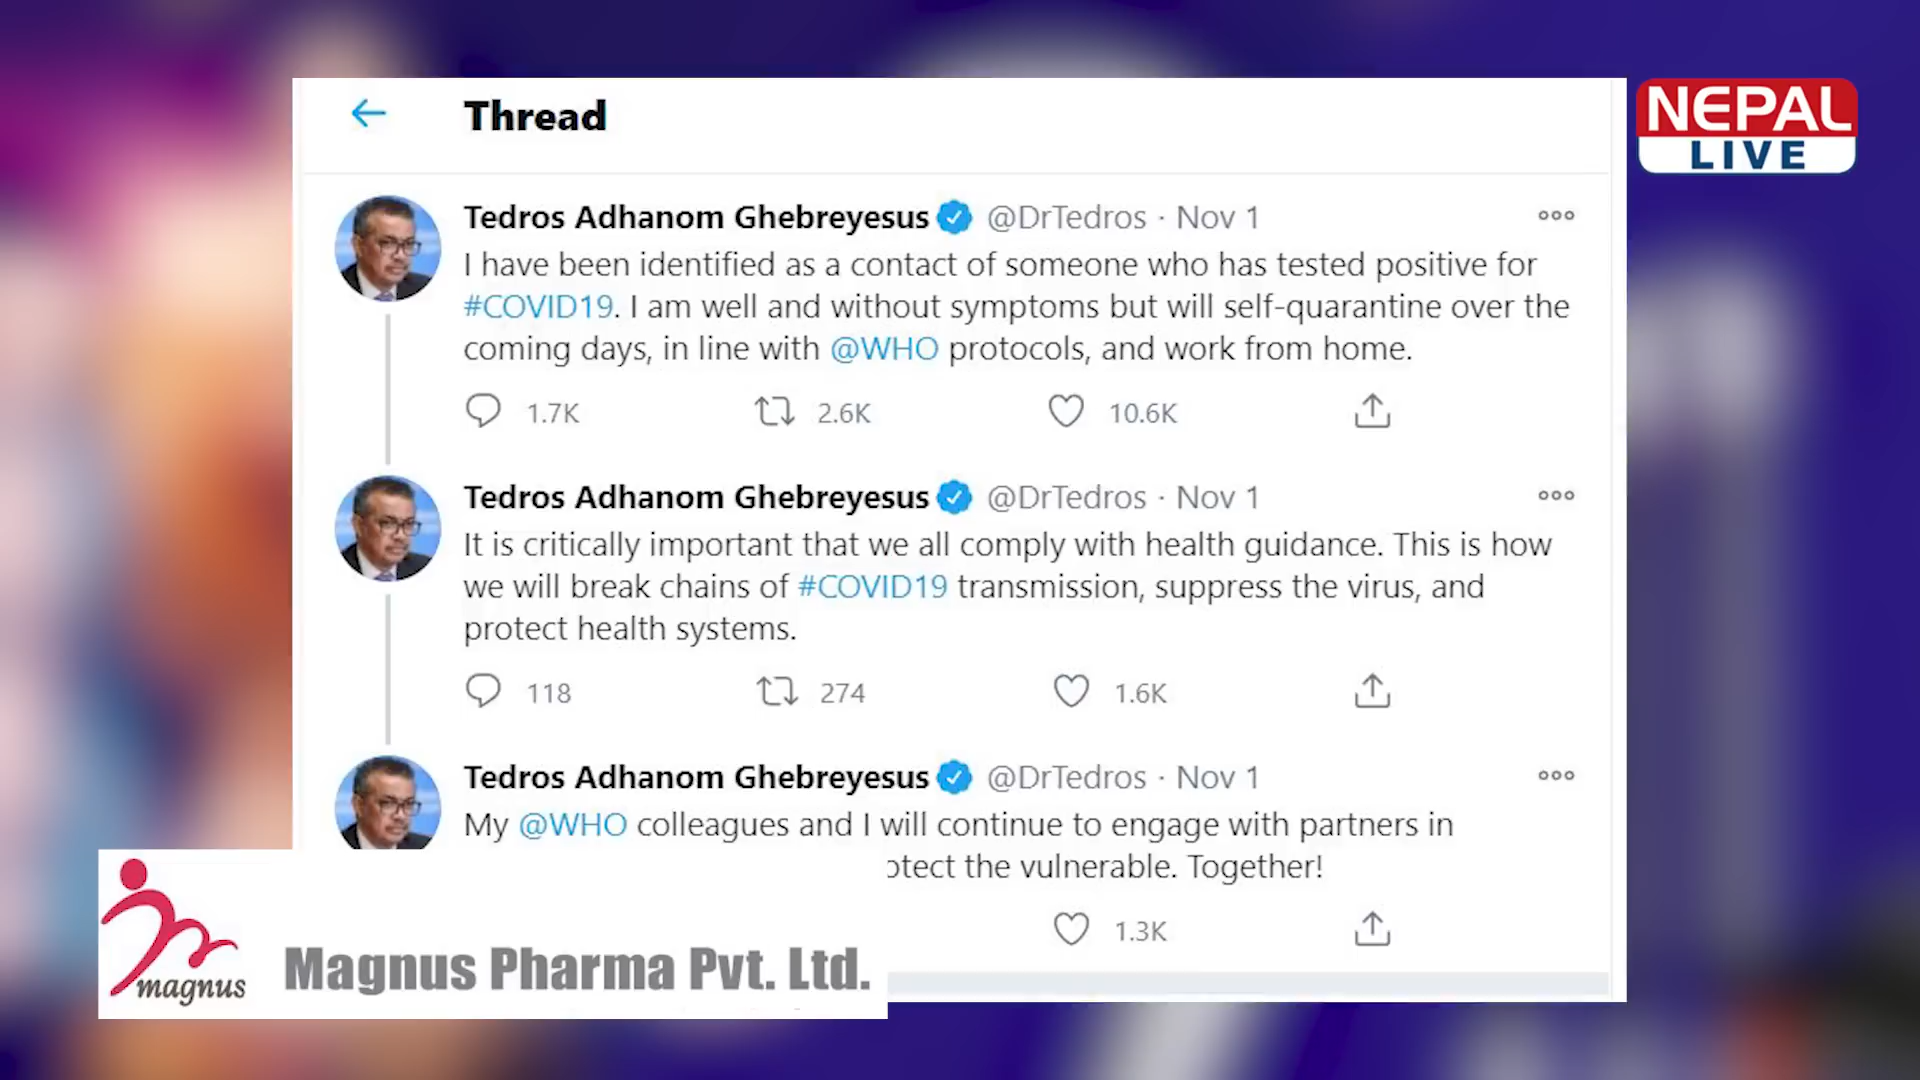 Thread
NEPAL
LIVE
Tedros Adhanom Ghebreyesus @DrTedros · Nov 1
I have been identified as a contact of someone who has tested positive for
#COVID19. I am well and without symptoms but will self-quarantine over the
coming days, in line with @WHO protocols, and work from home.
1.7K 2.6K 10.6K
Tedros Adhanom Ghebreyesus @DrTedros · Nov 1
It is critically important that we all comply with health guidance. This is how
we will break chains of #COVID19 transmission, suppress the virus, and
protect health systems.
118 274 1.6K
Tedros Adhanom Ghebreyesus @DrTedros · Nov 1
My @WHO colleagues and I will continue to engage with partners in
the vulnerable. Together!
1.3K
magnus
Magnus Pharma Pvt. Ltd.